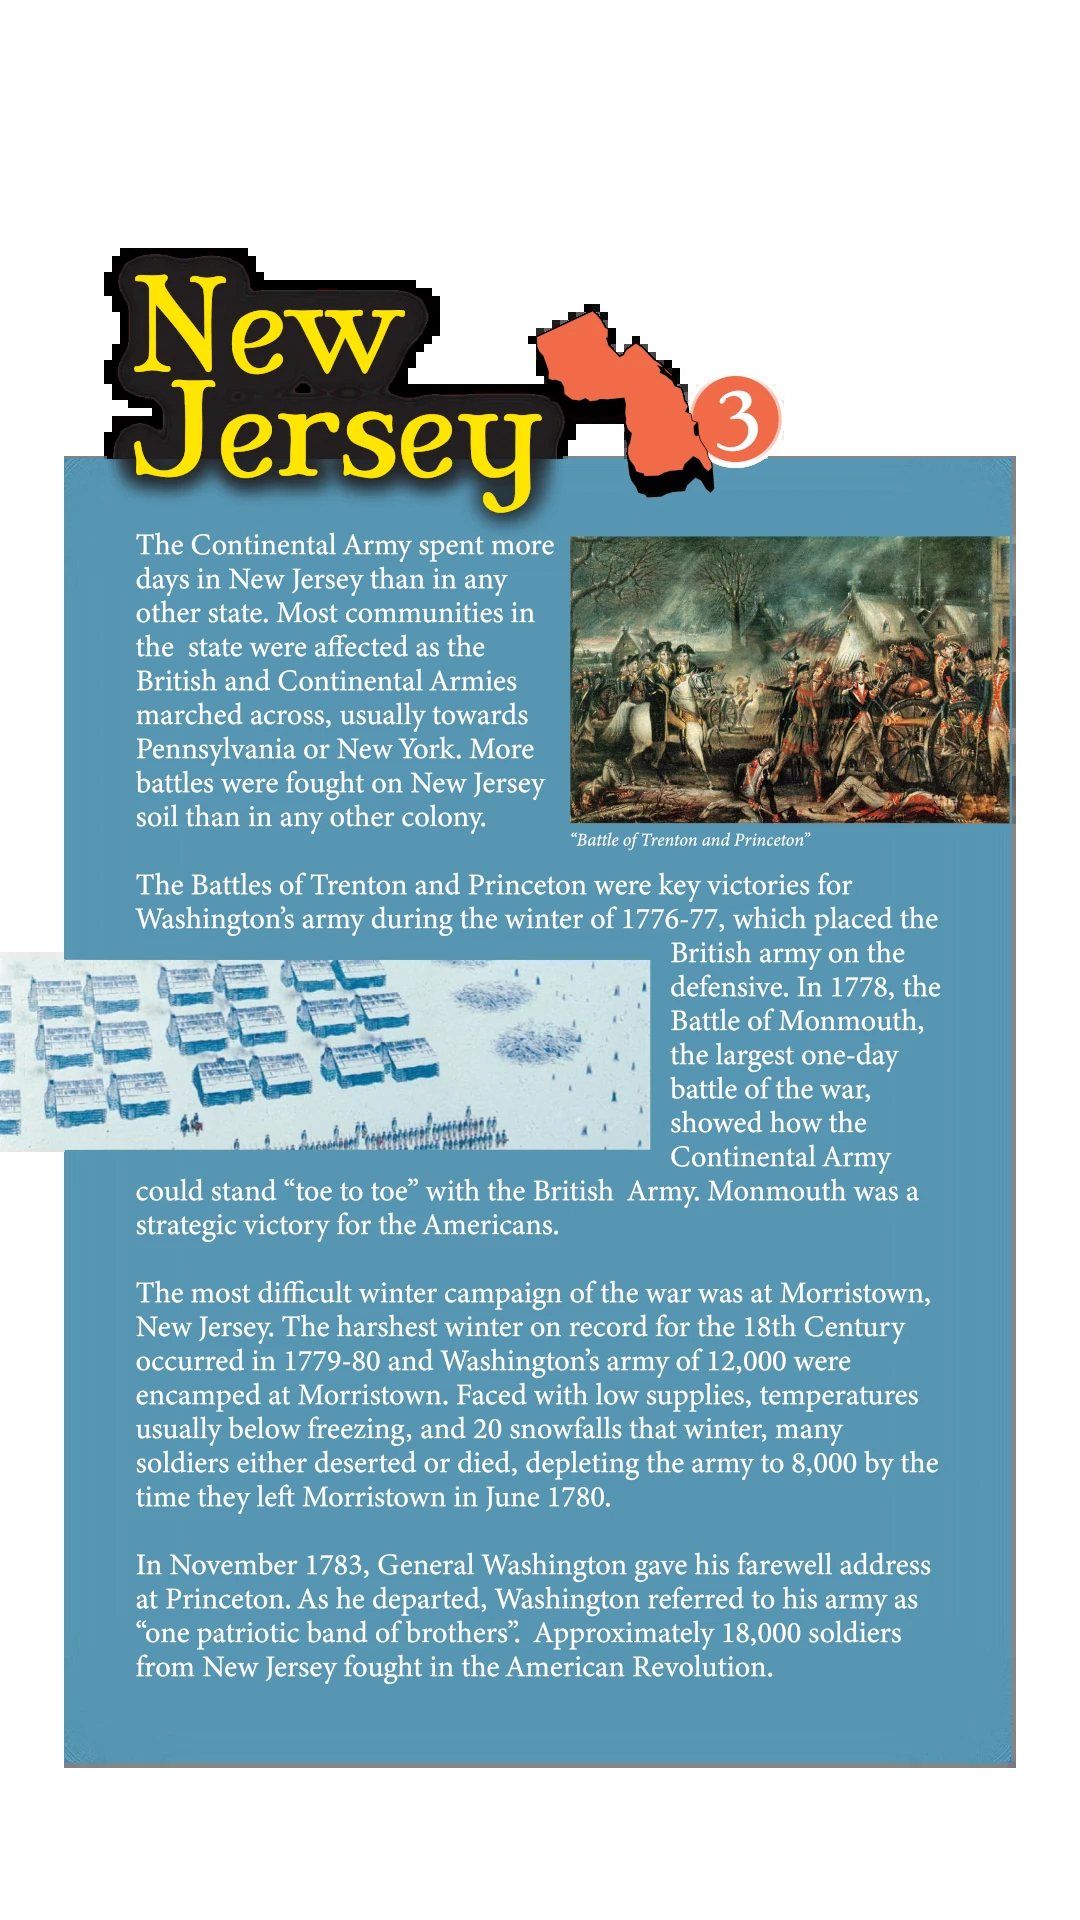 New
Jersey
3
The Continental Army spent more
days in New Jersey than in any
other state. Most communities in
the  state were affected as the
British and Continental Armies
marched across, usually towards
Pennsylvania or New York. More
battles were fought on New Jersey
soil than in any other colony.
“Battle of Trenton and Princeton”
The Battles of Trenton and Princeton were key victories for
Washington’s army during the winter of 1776-77, which placed the
British army on the
defensive. In 1778, the
Battle of Monmouth,
the largest one-day
battle of the war,
showed how the
Continental Army
could stand “toe to toe” with the British  Army. Monmouth was a
strategic victory for the Americans.
The most difficult winter campaign of the war was at Morristown,
New Jersey. The harshest winter on record for the 18th Century
occurred in 1779-80 and Washington’s army of 12,000 were
encamped at Morristown. Faced with low supplies, temperatures
usually below freezing, and 20 snowfalls that winter, many
soldiers either deserted or died, depleting the army to 8,000 by the
time they left Morristown in June 1780.
In November 1783, General Washington gave his farewell address
at Princeton. As he departed, Washington referred to his army as
“one patriotic band of brothers”.  Approximately 18,000 soldiers
from New Jersey fought in the American Revolution.